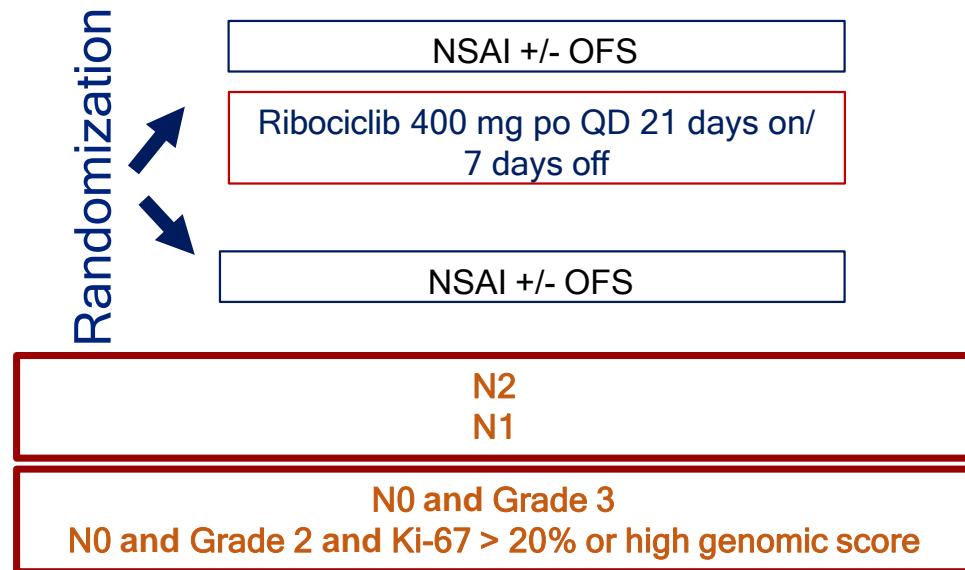 Randomization
NSAI +/- OFS
Ribociclib 400 mg po QD 21 days on/
7 days off
NSAI +/- OFS
N2
N1
N0 and Grade 3
N0 and Grade 2 and Ki-67 > 20% or high genomic score